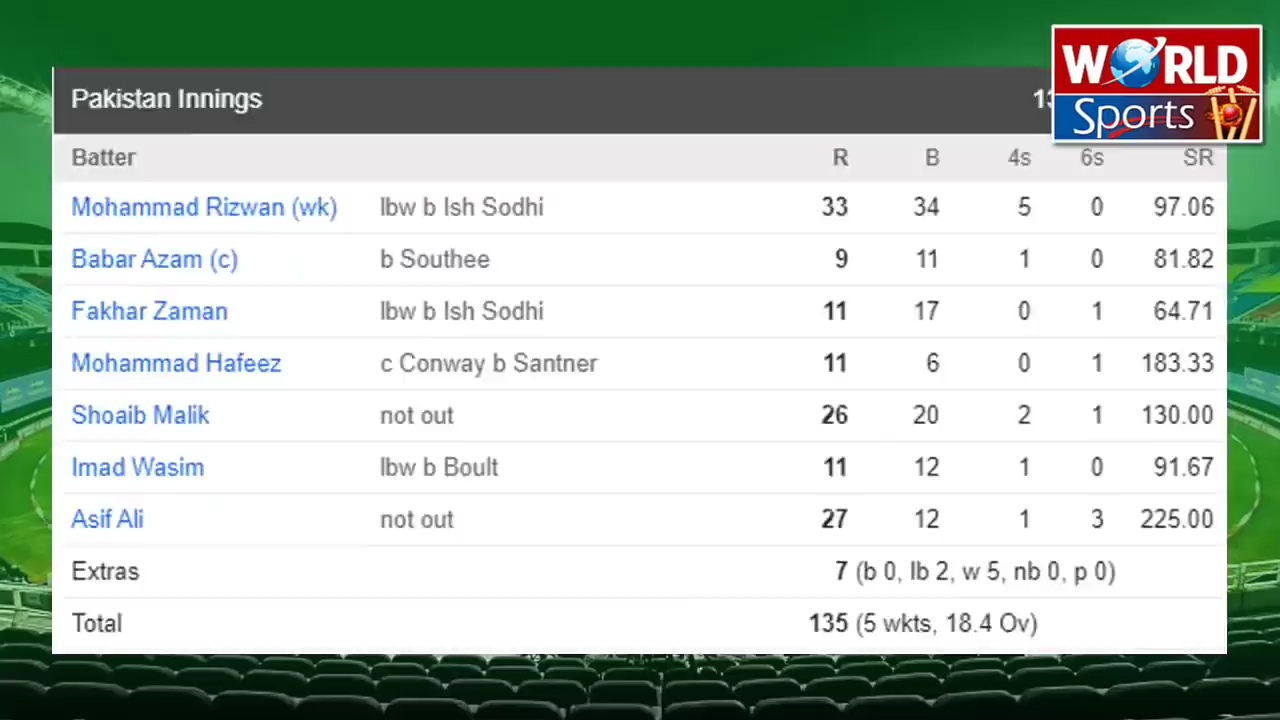 WORLD
Sports
Pakistan Innings 13
Batter R B 4s 6s SR
Mohammad Rizwan (wk) lbw b Ish Sodhi 33 34 5 0 97.06
Babar Azam (c) b Southee 9 11 1 0 81.82
Fakhar Zaman lbw b Ish Sodhi 11 17 0 1 64.71
Mohammad Hafeez c Conway b Santner 11 6 0 1 183.33
Shoaib Malik not out 26 20 2 1 130.00
Imad Wasim lbw b Boult 11 12 1 0 91.67
Asif Ali not out 27 12 1 3 225.00
Extras 7 (b 0, lb 2, w 5, nb 0, p 0)
Total 135 (5 wkts, 18.4 Ov)